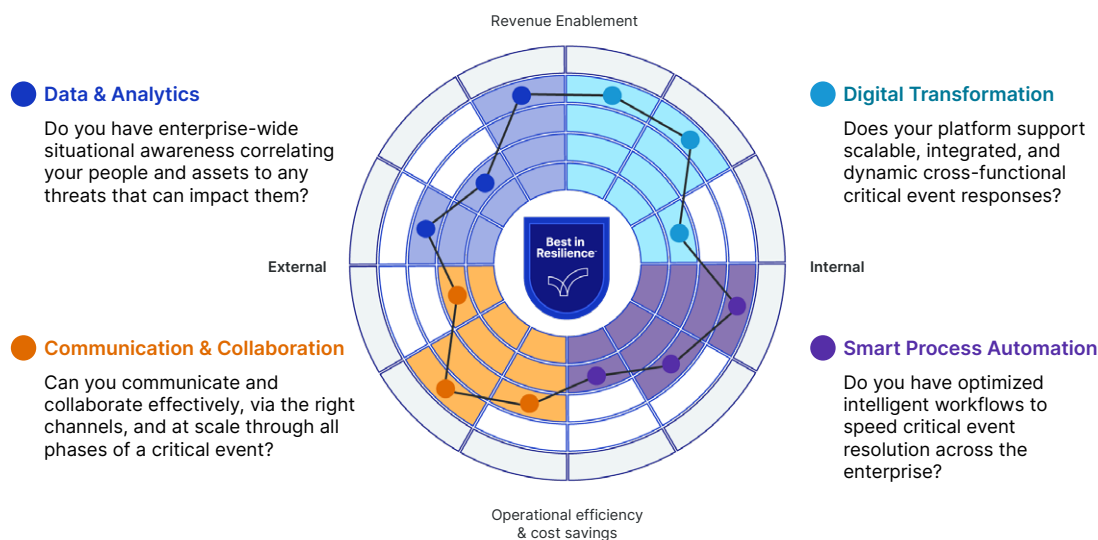 Revenue Enablement
Data & Analytics
Do you have enterprise-wide
situational awareness correlating
your people and assets to any
threats that can impact them?
Digital Transformation
Does your platform support
scalable, integrated, and
dynamic cross-functional
critical event responses?
Best in
Resilience™
External
Internal
Communication & Collaboration
Can you communicate and
collaborate effectively, via the right
channels, and at scale through all
phases of a critical event?
Smart Process Automation
Do you have optimized
intelligent workflows to
speed critical event
resolution across the
enterprise?
Operational efficiency
& cost savings